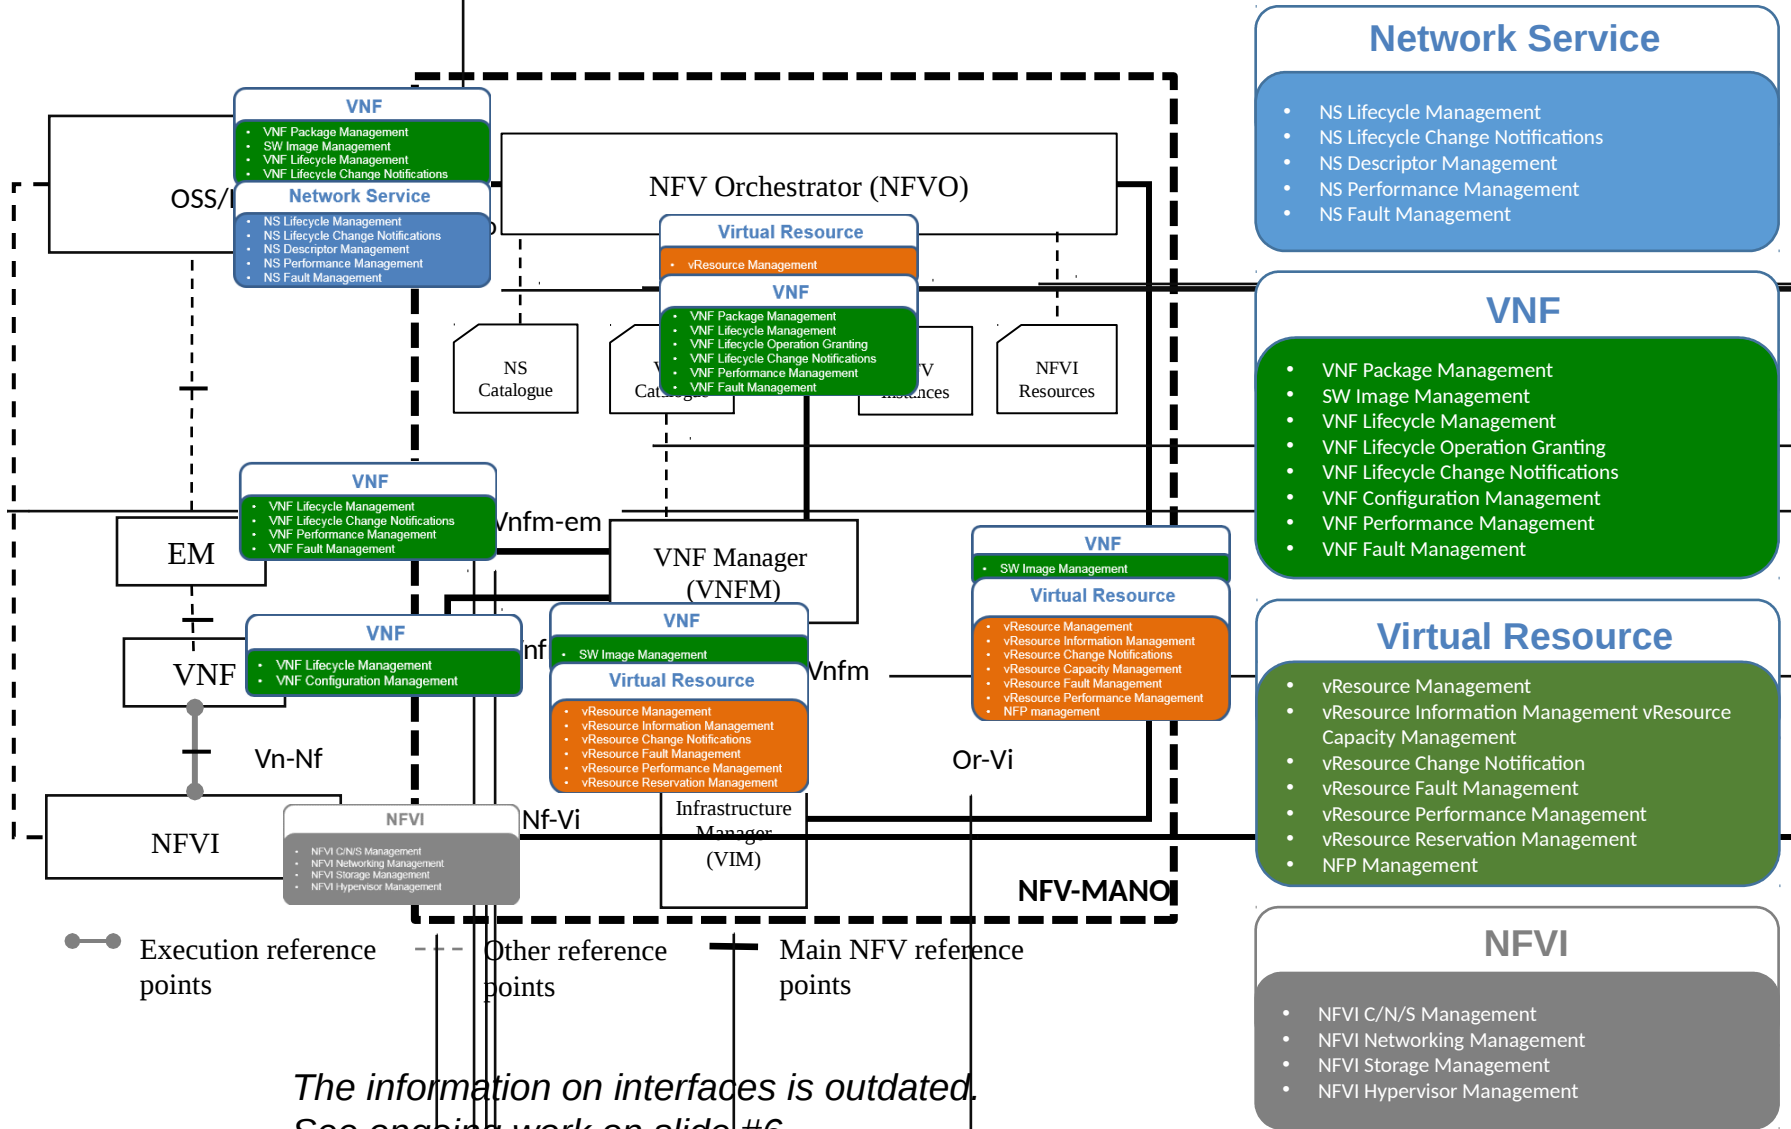 VNF
VNF Package Management
SW Image Management
VNF Lifecycle Management
VNF Lifecycle Change Notifications
OSS/
Network Service
NS Lifecycle Management
NS Lifecycle Change Notifications
NS Descriptor Management
NS Performance Management
NS Fault Management
NFV Orchestrator (NFVO)
Virtual Resource
vResource Management
VNF
VNF Package Management
VNF Lifecycle Management
VNF Lifecycle Operation Granting
VNF Lifecycle Change Notifications
VNF Performance Management
VNF Fault Management
NS
Catalogue
Catalogue
Instances
NFVI
Resources
VNF
VNF Lifecycle Management
VNF Lifecycle Change Notifications
VNF Performance Management
VNF Fault Management
EM
Vnfm-em
VNF Manager
(VNFM)
VNF
VNF Lifecycle Management
VNF Configuration Management
VNF
nf
VNF
SW Image Management
Virtual Resource
vResource Management
vResource Information Management
vResource Change Notifications
vResource Fault Management
vResource Performance Management
vResource Reservation Management
Vnfm
VNF
SW Image Management
Virtual Resource
vResource Management
vResource Information Management
vResource Change Notifications
vResource Capacity Management
vResource Fault Management
vResource Performance Management
NFP management
Vn-Nf
Or-Vi
NFVI
NFVI
NFVI C/N/S Management
NFVI Networking Management
NFVI Storage Management
NFVI Hypervisor Management
Nf-Vi
Infrastructure
Manager
(VIM)
NFV-MANO
Execution reference
points
Other reference
points
Main NFV reference
points
The information on interfaces is outdated.
See ongoing work on slide #6
Network Service
NS Lifecycle Management
NS Lifecycle Change Notifications
NS Descriptor Management
NS Performance Management
NS Fault Management
VNF
VNF Package Management
SW Image Management
VNF Lifecycle Management
VNF Lifecycle Operation Granting
VNF Lifecycle Change Notifications
VNF Configuration Management
VNF Performance Management
VNF Fault Management
Virtual Resource
vResource Management
vResource Information Management vResource
Capacity Management
vResource Change Notification
vResource Fault Management
vResource Performance Management
vResource Reservation Management
NFP Management
NFVI
NFVI C/N/S Management
NFVI Networking Management
NFVI Storage Management
NFVI Hypervisor Management